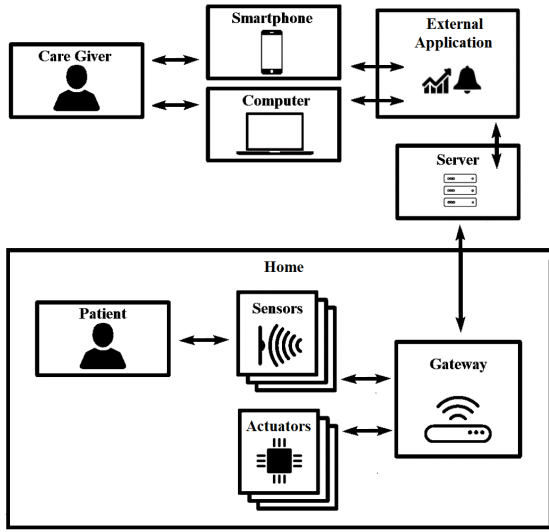 Smartphone
External
Application
Care Giver
Computer
Server
Home
Patient
Sensors
Gateway
Actuators